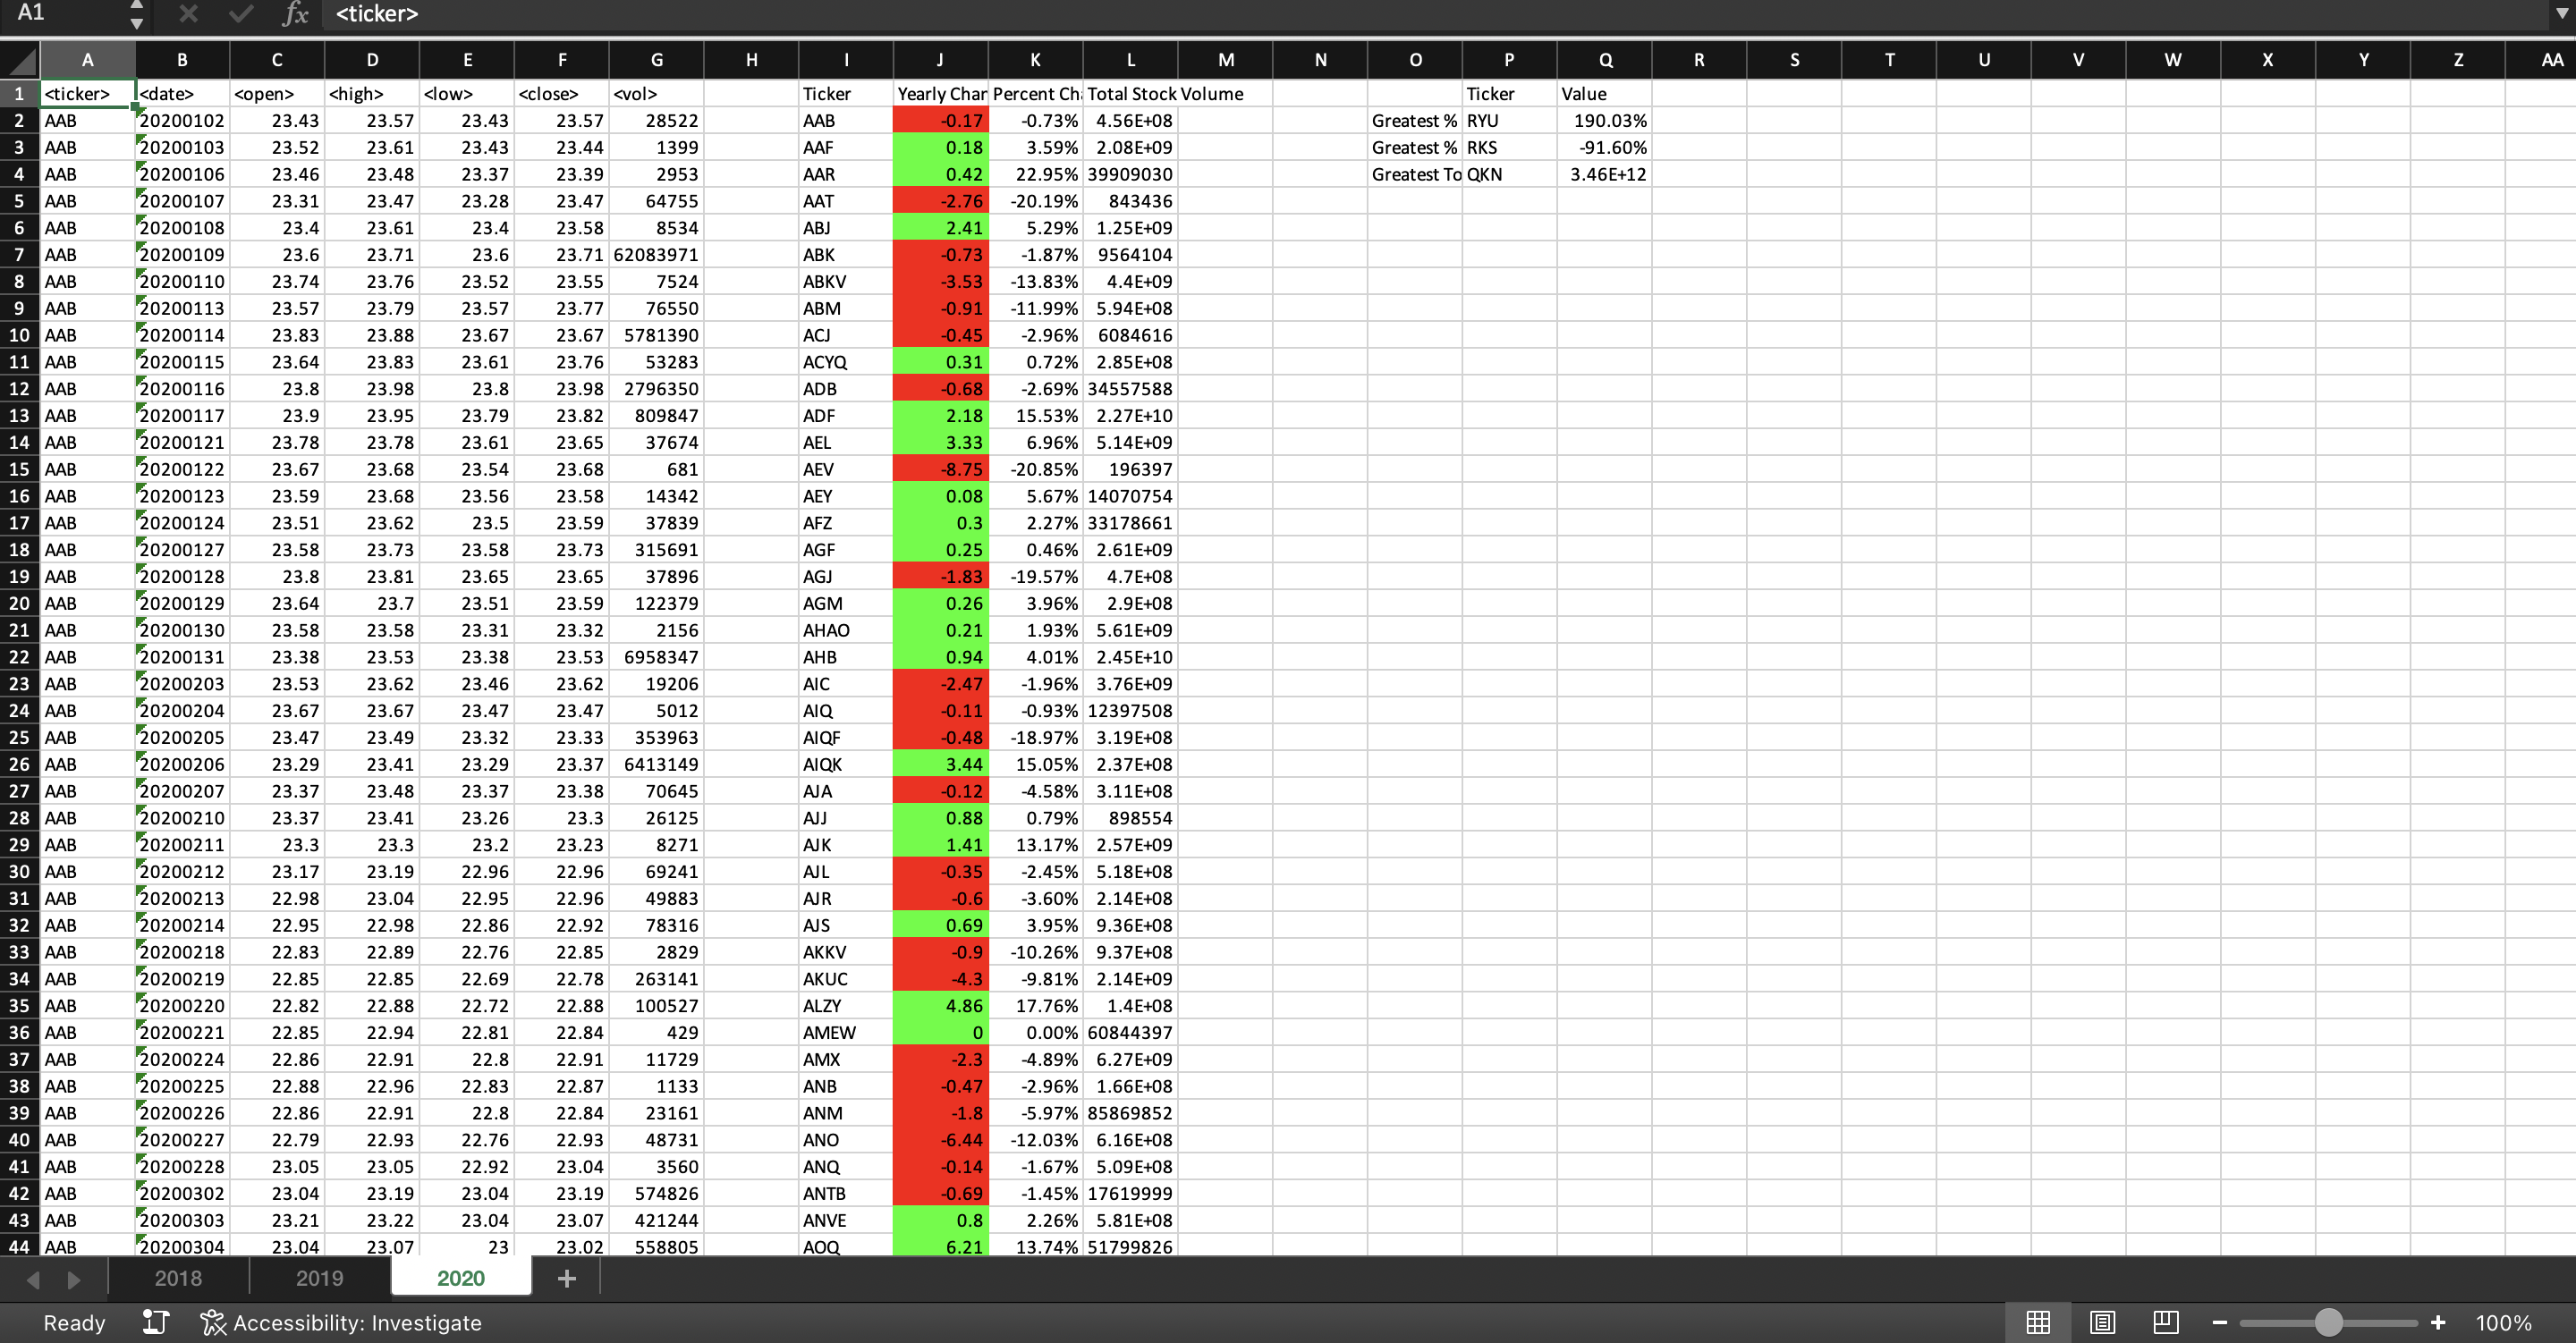 A1 fx <ticker>
A B C D E F G H I J K L M N O P Q R S T U V W X Y Z AA
1 <ticker> <date> <open> <high> <low> <close> <vol> Ticker Yearly Char Percent Cha Total Stock Volume Ticker Value
2 AAB 20200102 23.43 23.57 23.43 23.57 28522 AAB -0.17 -0.73% 4.56E+08 Greatest % RYU 190.03%
3 AAB 20200103 23.52 23.61 23.43 23.44 1399 AAF 0.18 3.59% 2.08E+09 Greatest % RKS -91.60%
4 AAB 20200106 23.46 23.48 23.37 23.39 2953 AAR 0.42 22.95% 39909030 Greatest To QKN 3.46E+12
5 AAB 20200107 23.31 23.47 23.28 23.47 64755 AAT -2.76 -20.19% 843436
6 AAB 20200108 23.4 23.61 23.4 23.58 8534 ABJ 2.41 5.29% 1.25E+09
7 AAB 20200109 23.6 23.71 23.6 23.71 62083971 ABK -0.73 -1.87% 9564104
8 AAB 20200110 23.74 23.76 23.52 23.55 7524 ABKV -3.53 -13.83% 4.4E+09
9 AAB 20200113 23.57 23.79 23.57 23.77 76550 ABM -0.91 -11.99% 5.94E+08
10 AAB 20200114 23.83 23.88 23.67 23.67 5781390 ACJ -0.45 -2.96% 6084616
11 AAB 20200115 23.64 23.83 23.61 23.76 53283 ACYQ 0.31 0.72% 2.85E+08
12 AAB 20200116 23.8 23.98 23.8 23.98 2796350 ADB -0.68 -2.69% 34557588
13 AAB 20200117 23.9 23.95 23.79 23.82 809847 ADF 2.18 15.53% 2.27E+10
14 AAB 20200121 23.78 23.78 23.61 23.65 37674 AEL 3.33 6.96% 5.14E+09
15 AAB 20200122 23.67 23.68 23.54 23.68 681 AEV -8.75 -20.85% 196397
16 AAB 20200123 23.59 23.68 23.56 23.58 14342 AEY 0.08 5.67% 14070754
17 AAB 20200124 23.51 23.62 23.5 23.59 37839 AFZ 0.3 2.27% 33178661
18 AAB 20200127 23.58 23.73 23.58 23.73 315691 AGF 0.25 0.46% 2.61E+09
19 AAB 20200128 23.8 23.81 23.65 23.65 37896 AGJ -1.83 -19.57% 4.7E+08
20 AAB 20200129 23.64 23.7 23.51 23.59 122379 AGM 0.26 3.96% 2.9E+08
21 AAB 20200130 23.58 23.58 23.31 23.32 2156 AHAO 0.21 1.93% 5.61E+09
22 AAB 20200131 23.38 23.53 23.38 23.53 6958347 AHB 0.94 4.01% 2.45E+10
23 AAB 20200203 23.53 23.62 23.46 23.62 19206 AIC -2.47 -1.96% 3.76E+09
24 AAB 20200204 23.67 23.67 23.47 23.47 5012 AIQ -0.11 -0.93% 12397508
25 AAB 20200205 23.47 23.49 23.32 23.33 353963 AIQF -0.48 -18.97% 3.19E+08
26 AAB 20200206 23.29 23.41 23.29 23.37 6413149 AIQK 3.44 15.05% 2.37E+08
27 AAB 20200207 23.37 23.48 23.37 23.38 70645 AJA -0.12 -4.58% 3.11E+08
28 AAB 20200210 23.37 23.41 23.26 23.3 26125 AJJ 0.88 0.79% 898554
29 AAB 20200211 23.3 23.3 23.2 23.23 8271 AJK 1.41 13.17% 2.57E+09
30 AAB 20200212 23.17 23.19 22.96 22.96 69241 AJL -0.35 -2.45% 5.18E+08
31 AAB 20200213 22.98 23.04 22.95 22.96 49883 AJR -0.6 -3.60% 2.14E+08
32 AAB 20200214 22.95 22.98 22.86 22.92 78316 AJS 0.69 3.95% 9.36E+08
33 AAB 20200218 22.83 22.89 22.76 22.85 2829 AKKV -0.9 -10.26% 9.37E+08
34 AAB 20200219 22.85 22.85 22.69 22.78 263141 AKUC -4.3 -9.81% 2.14E+09
35 AAB 20200220 22.82 22.88 22.72 22.88 100527 ALZY 4.86 17.76% 1.4E+08
36 AAB 20200221 22.85 22.94 22.81 22.84 429 AMEW 0 0.00% 60844397
37 AAB 20200224 22.86 22.91 22.8 22.91 11729 AMX -2.3 -4.89% 6.27E+09
38 AAB 20200225 22.88 22.96 22.83 22.87 1133 ANB -0.47 -2.96% 1.66E+08
39 AAB 20200226 22.86 22.91 22.8 22.84 23161 ANM -1.8 -5.97% 85869852
40 AAB 20200227 22.79 22.93 22.76 22.93 48731 ANO -6.44 -12.03% 6.16E+08
41 AAB 20200228 23.05 23.05 22.92 23.04 3560 ANQ -0.14 -1.67% 5.09E+08
42 AAB 20200302 23.04 23.19 23.04 23.19 574826 ANTB -0.69 -1.45% 17619999
43 AAB 20200303 23.21 23.22 23.04 23.07 421244 ANVE 0.8 2.26% 5.81E+08
44 AAB 20200304 23.04 23.07 23 23.02 558805 AOQ 6.21 13.74% 51799826
2018 2019 2020 +
Ready Accessibility: Investigate 100%